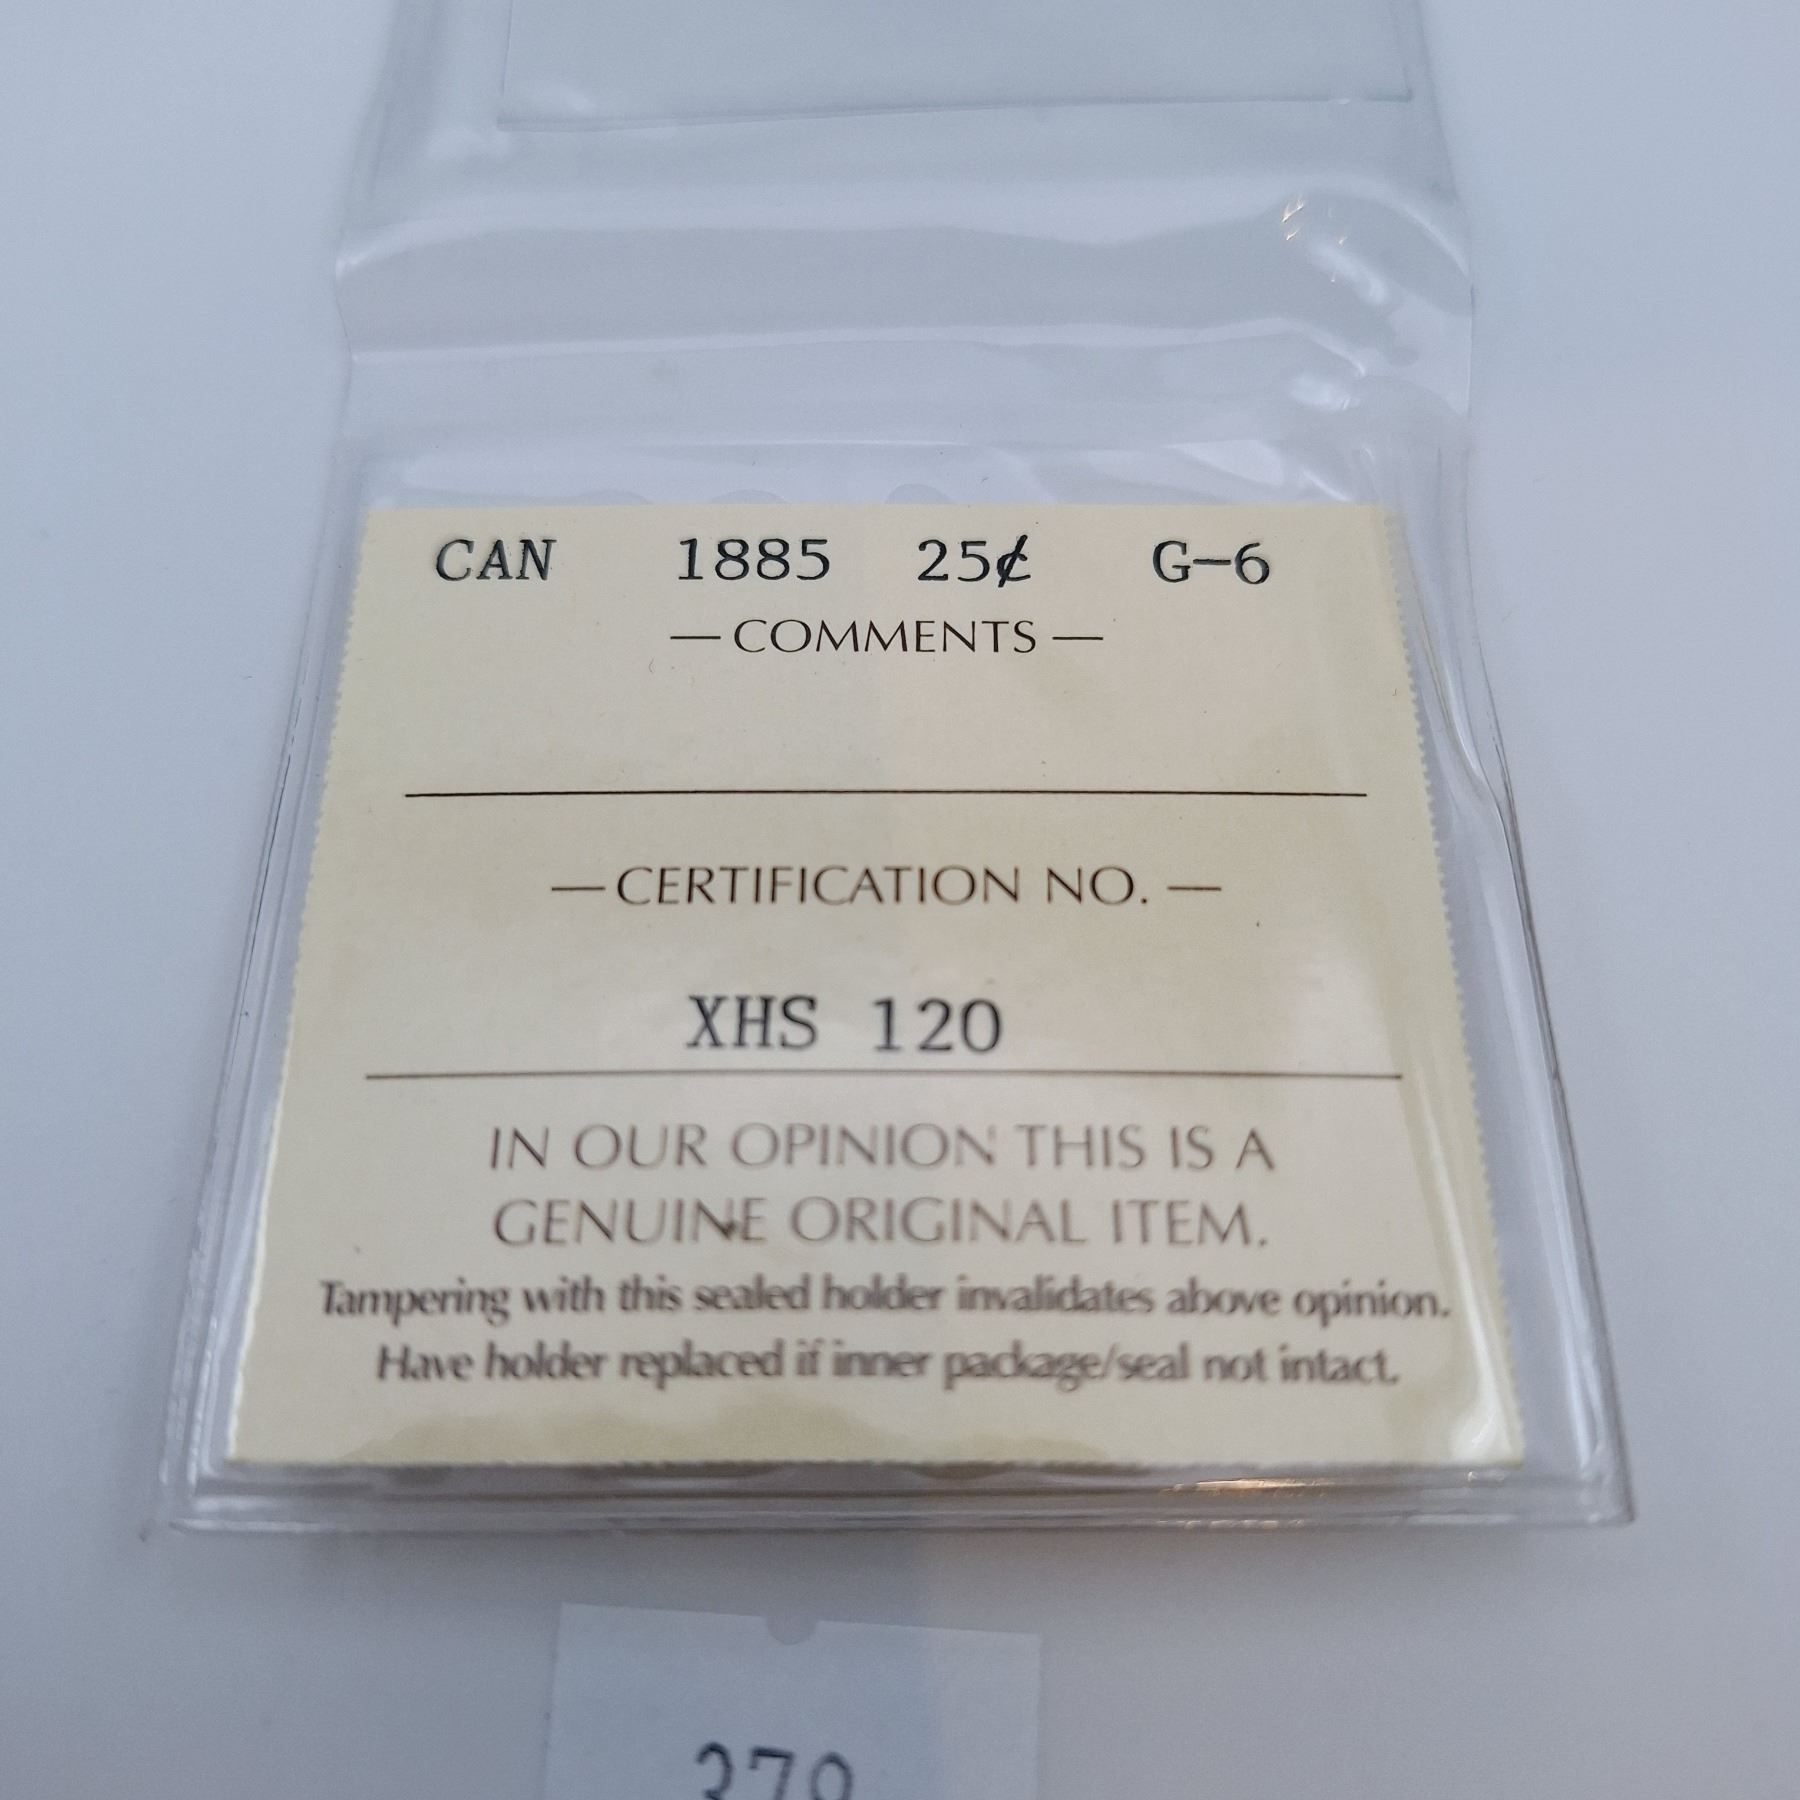 CAN 1885 25¢ G-6
— COMMENTS —
— CERTIFICATION NO. —
XHS 120
IN OUR OPINION THIS IS A
GENUINE ORIGINAL ITEM.
Tampering with this sealed holder invalidates above opinion.
Have holder replaced if inner package/seal not intact.